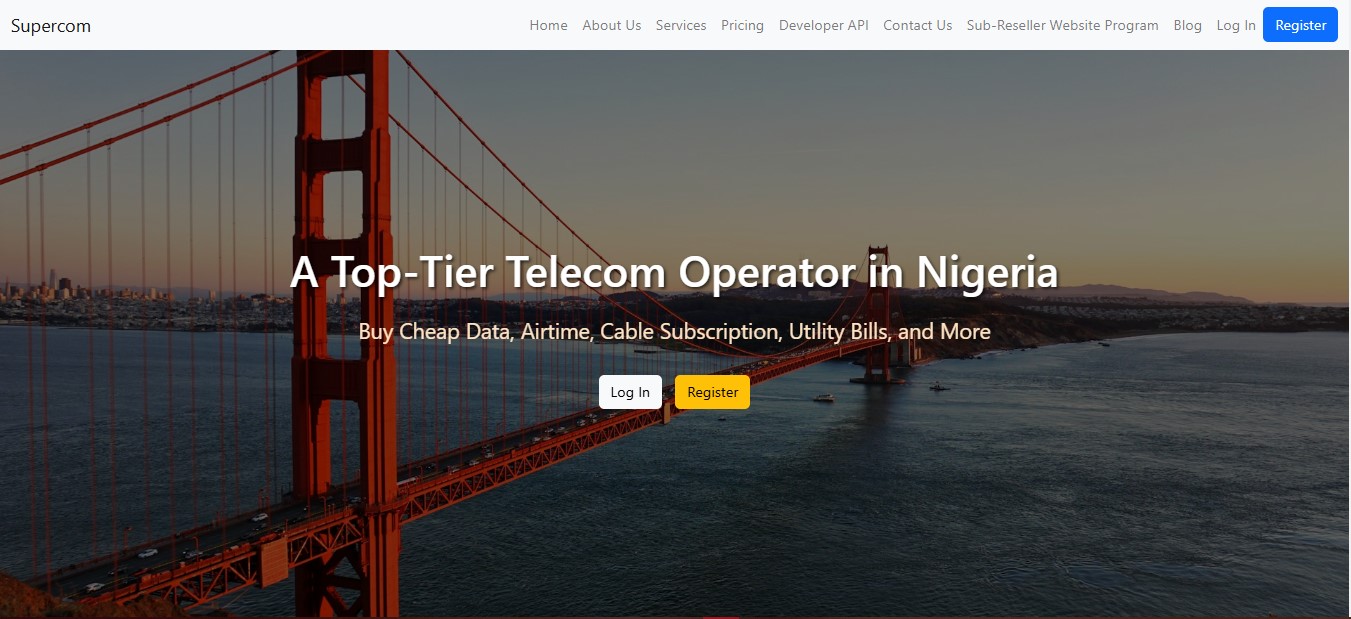 Supercom
Home About Us Services Pricing Developer API Contact Us Sub-Reseller Website Program Blog Log In Register
A Top-Tier Telecom Operator in Nigeria
Buy Cheap Data, Airtime, Cable Subscription, Utility Bills, and More
Log In Register